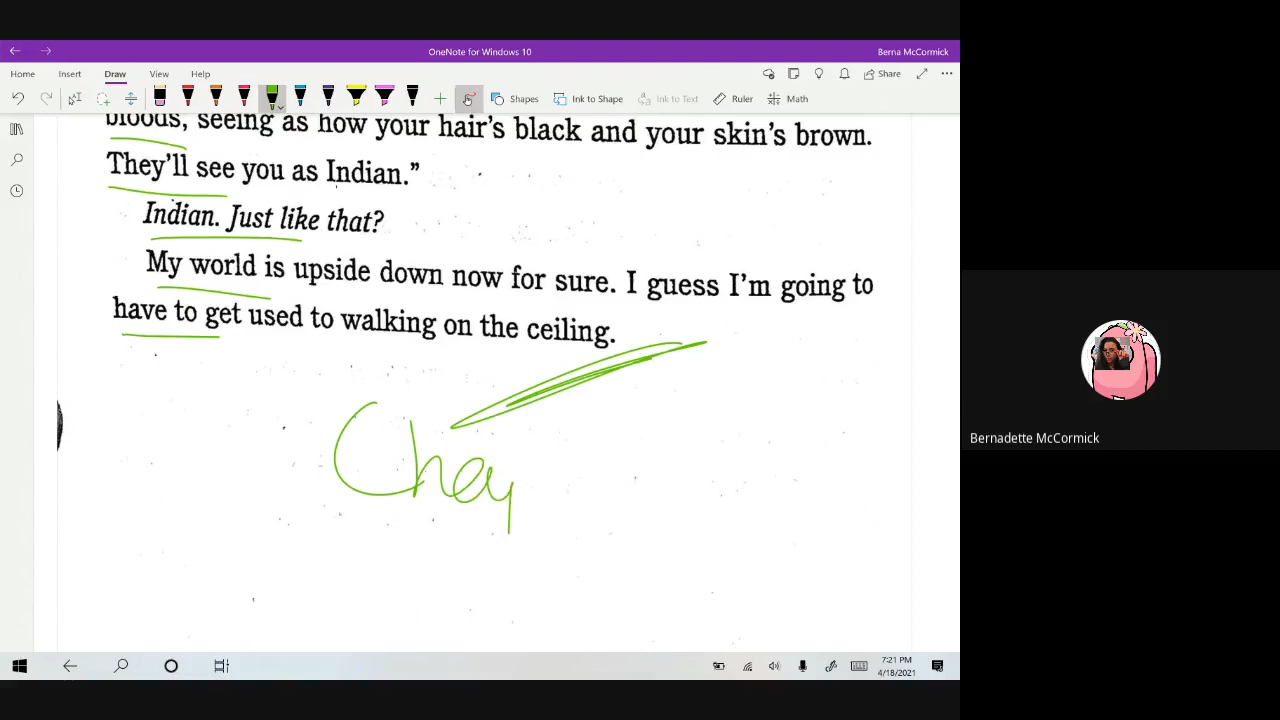 OneNote for Windows 10
Berna McCormick
Home Insert Draw View Help
Share
Shapes Ink to Shape Ink to Text Ruler Math
bloods, seeing as how your hair's black and your skin's brown.
They'll see you as Indian.”
Indian. Just like that?
My world is upside down now for sure. I guess I'm going to
have to get used to walking on the ceiling.
Bernadette McCormick
7:21 PM
4/18/2021